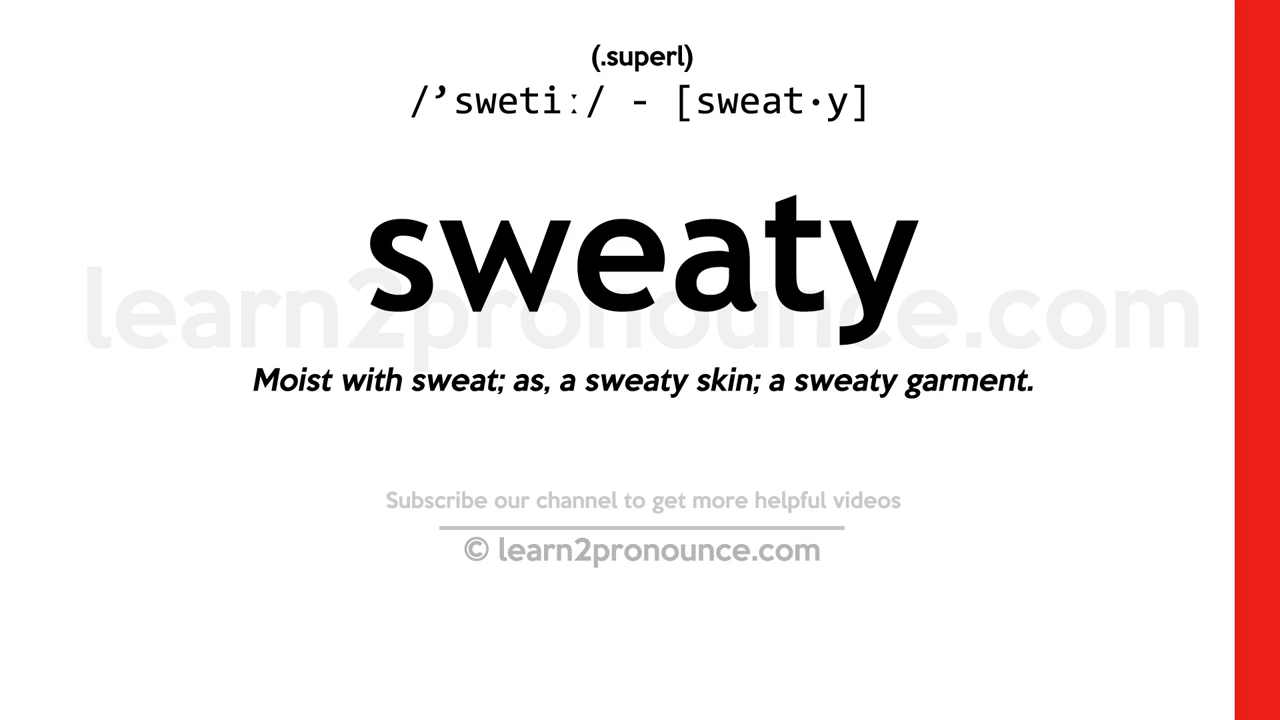 (.superl)
/’swetiː/ - [sweat·y]
sweaty
learn2pronounce.com
Moist with sweat; as, a sweaty skin; a sweaty garment.
Subscribe our channel to get more helpful videos
© learn2pronounce.com